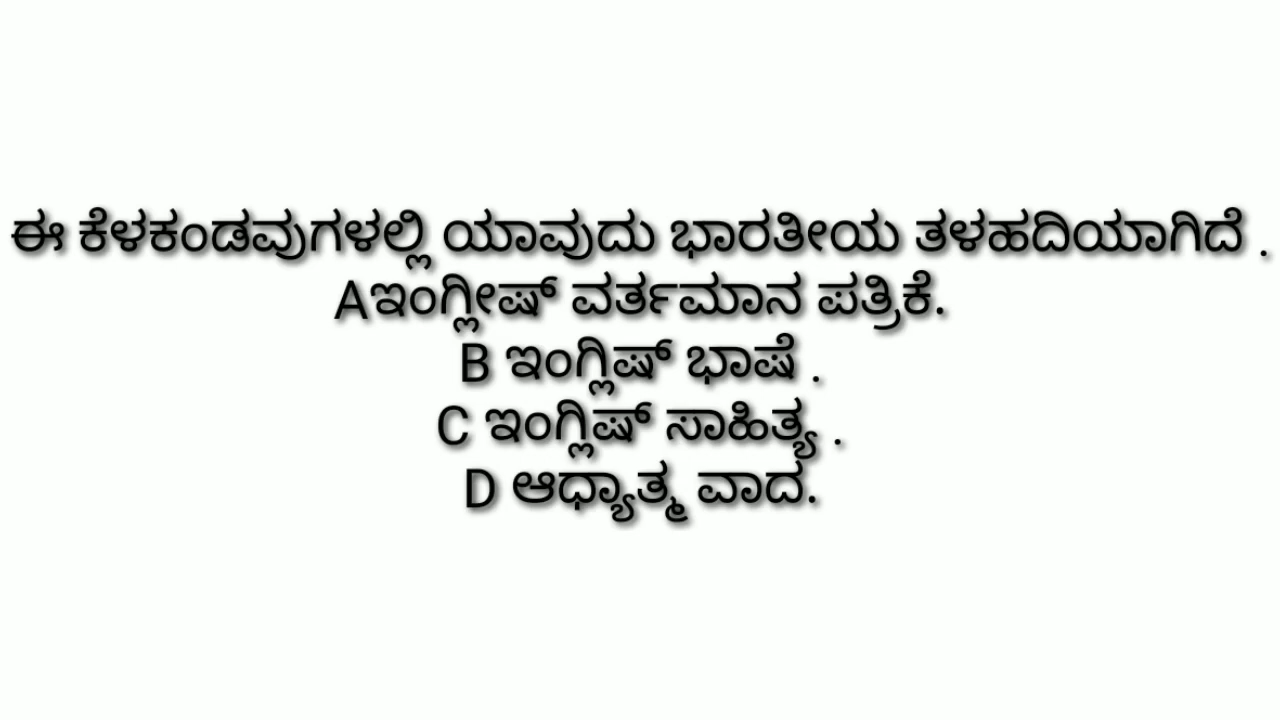 ಈ ಕೆಳಕಂಡವುಗಳಲ್ಲಿ ಯಾವುದು ಭಾರತೀಯ ತಳಹದಿಯಾಗಿದೆ .
Aಇಂಗ್ಲೀಷ್ ವರ್ತಮಾನ ಪತ್ರಿಕೆ.
B ಇಂಗ್ಲಿಷ್ ಭಾಷೆ .
C ಇಂಗ್ಲಿಷ್ ಸಾಹಿತ್ಯ .
D ಆಧ್ಯಾತ್ಮ ವಾದ.